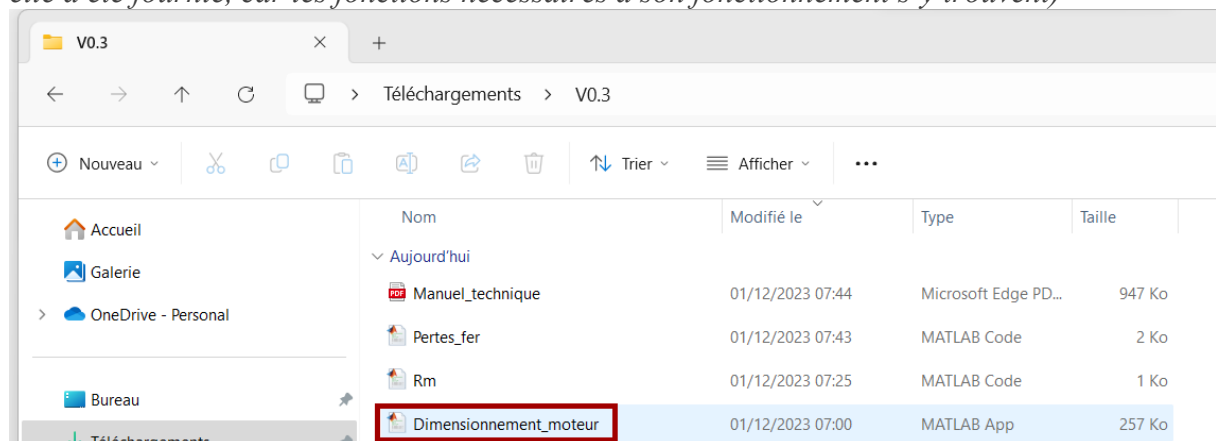 elle a été fournie, car les fonctions nécessaires à son fonctionnement s'y trouvent)
V0.3
Téléchargements > V0.3
Nouveau
Trier
Afficher
Nom Modifié le Type Taille
Accueil
Aujourd'hui
Galerie
Manuel_technique 01/12/2023 07:44 Microsoft Edge PD... 947 Ko
OneDrive - Personal
Pertes_fer 01/12/2023 07:43 MATLAB Code 2 Ko
Rm 01/12/2023 07:25 MATLAB Code 1 Ko
Bureau
Dimensionnement_moteur 01/12/2023 07:00 MATLAB App 257 Ko
Téléchargements